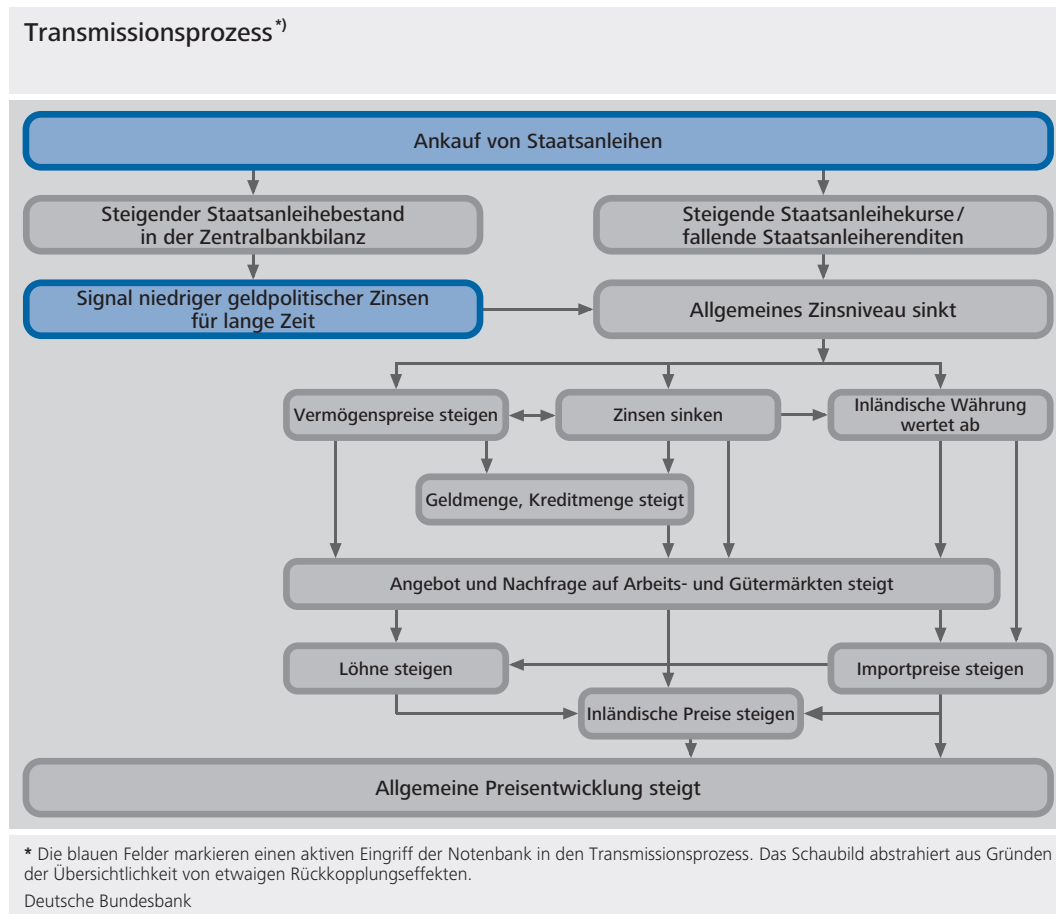 Transmissionsprozess*)
Ankauf von Staatsanleihen
Steigender Staatsanleihebestand
in der Zentralbankbilanz
Steigende Staatsanleihekurse/
fallende Staatsanleiherenditen
Signal niedriger geldpolitischer Zinsen
für lange Zeit
Allgemeines Zinsniveau sinkt
Vermögenspreise steigen
Zinsen sinken
Inländische Währung
wertet ab
Geldmenge, Kreditmenge steigt
Angebot und Nachfrage auf Arbeits- und Gütermärkten steigt
Löhne steigen
Importpreise steigen
Inländische Preise steigen
Allgemeine Preisentwicklung steigt
* Die blauen Felder markieren einen aktiven Eingriff der Notenbank in den Transmissionsprozess. Das Schaubild abstrahiert aus Gründen
der Übersichtlichkeit von etwaigen Rückkopplungseffekten.
Deutsche Bundesbank